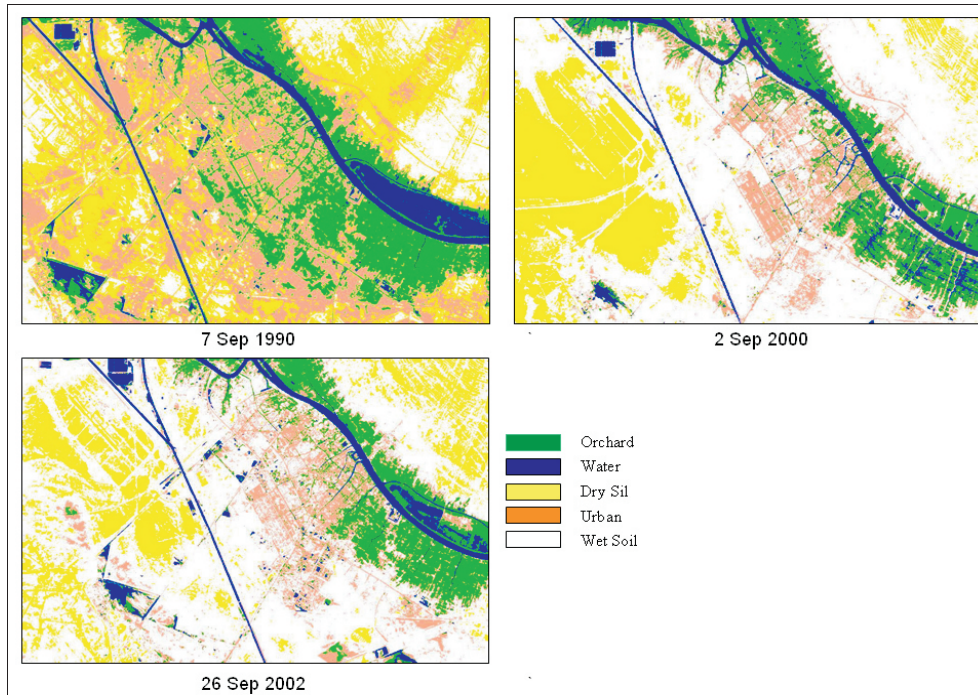 7 Sep 1990
2 Sep 2000
26 Sep 2002
Orchard
Water
Dry Sil
Urban
Wet Soil